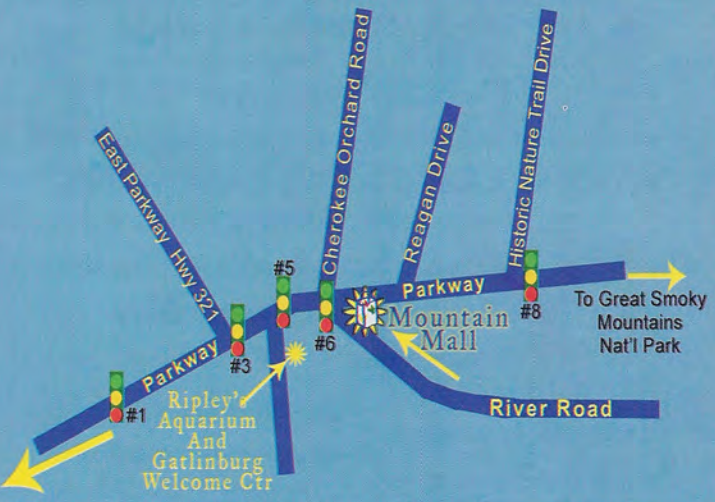 Cherokee Orchard Road
Historic Nature Trail Drive
East Parkway Hwy 321
Reagan Drive
#5
Parkway
#8
To Great Smoky
Mountains
Nat'l Park
Mountain
Mall
#6
#3
Parkway
#1
Ripley's
Aquarium
And
Gatlinburg
Welcome Ctr
River Road